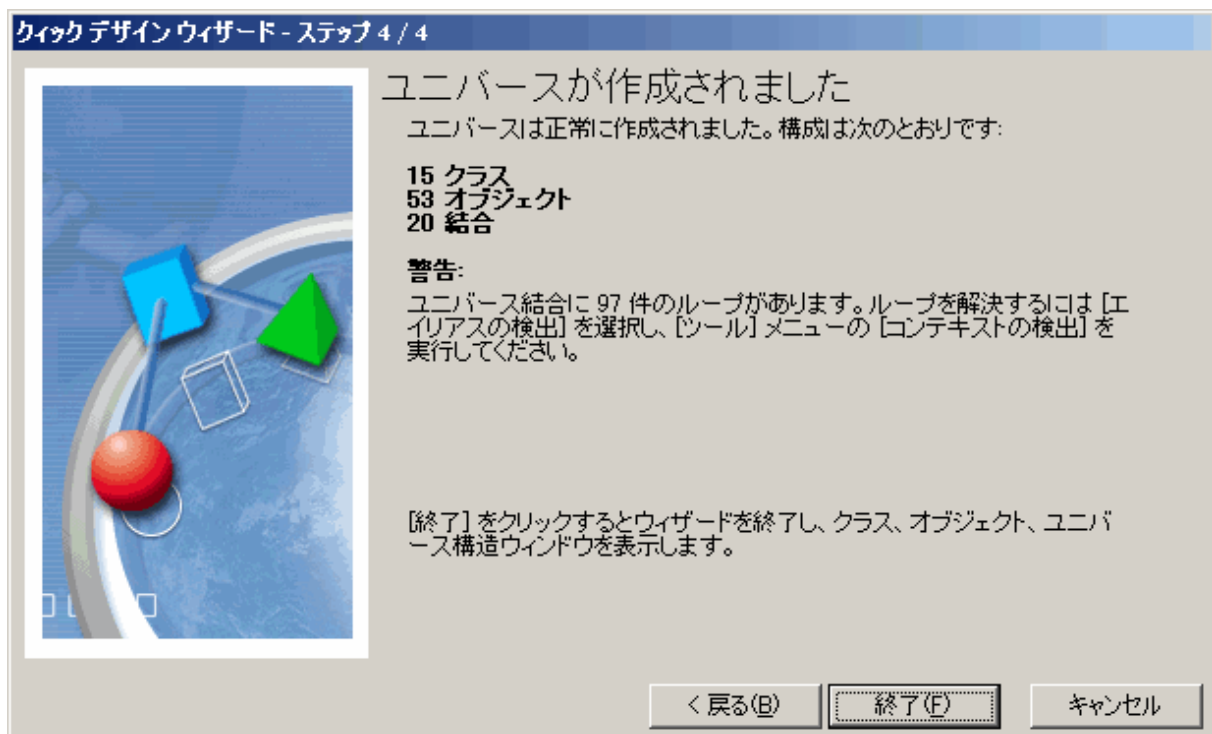 クィック デザイン ウィザード - ステップ 4 / 4
ユニバースが作成されました
ユニバースは正常に作成されました。構成は次のとおりです:
15 クラス
53 オブジェクト
20 結合
警告:
ユニバース結合に 97 件のループがあります。ループを解決するには [エ
イリアスの検出] を選択し、[ツール] メニューの [コンテキストの検出] を
実行してください。
[終了] をクリックするとウィザードを終了し、クラス、オブジェクト、ユニバ
ース構造ウィンドウを表示します。
< 戻る(B)
終了(F)
キャンセル